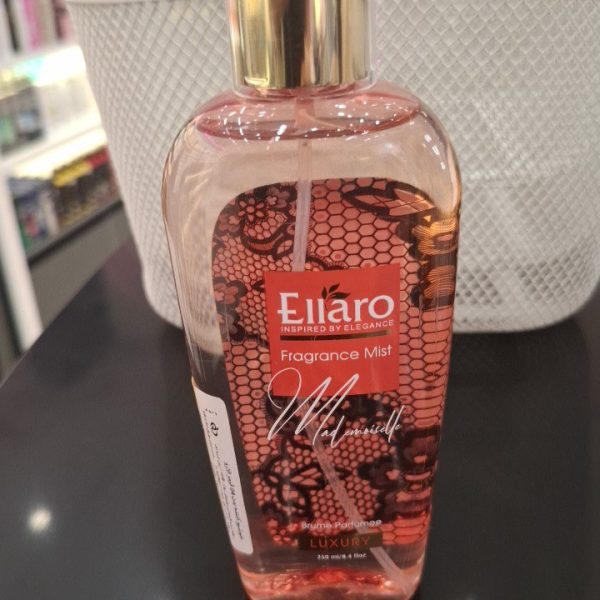 Ellaro
INSPIRED BY ELEGANCE
Fragrance Mist
Mademoiselle
Brume Parfumee
LUXURY
250 ml/8.4 floz